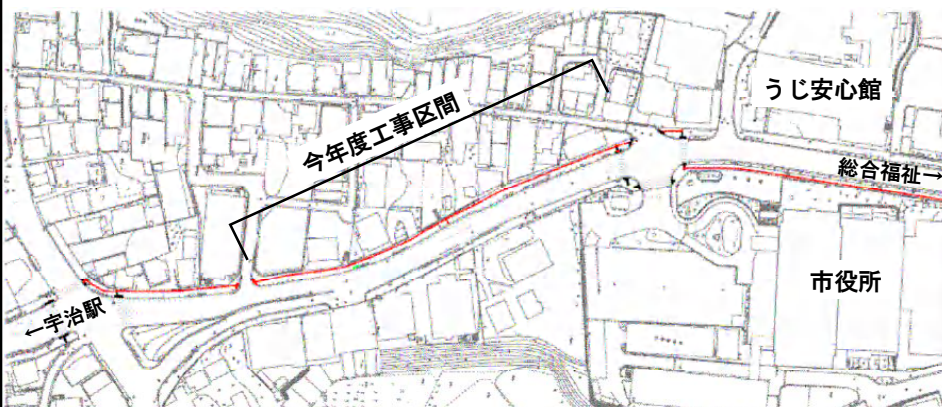 うじ安心館
今年度工事区間
総合福祉→
市役所
←宇治駅